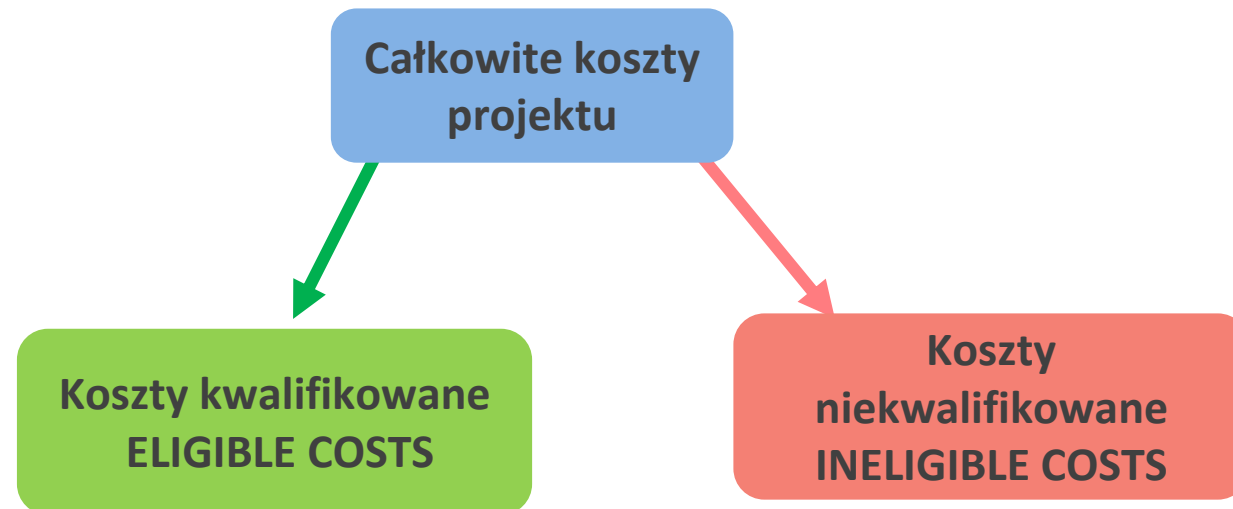 Całkowite koszty
projektu
Koszty kwalifikowane
ELIGIBLE COSTS
Koszty
niekwalifikowane
INELIGIBLE COSTS